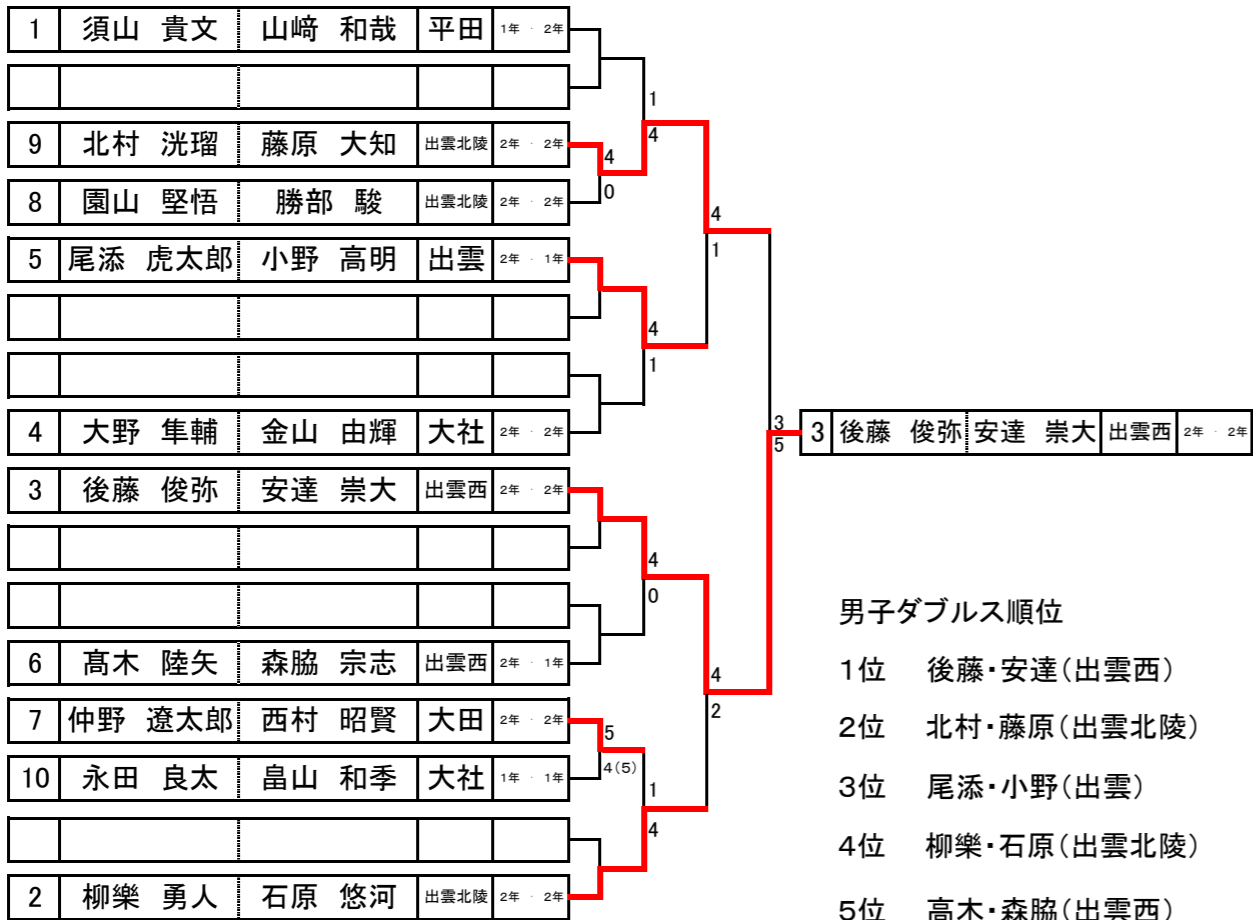 1 須山 貴文 山﨑 和哉 平田 1年 ・ 2年
1
9 北村 洸瑠 藤原 大知 出雲北陵 2年 ・ 2年
4
4
8 園山 堅悟 勝部 駿 出雲北陵 2年 ・ 2年
0
4
5 尾添 虎太郎 小野 高明 出雲 2年 ・ 1年
1
4
1
4 大野 隼輔 金山 由輝 大社 2年 ・ 2年
3
5
3 後藤 俊弥 安達 崇大 出雲西 2年 ・ 2年
3 後藤 俊弥 安達 崇大 出雲西 2年 ・ 2年
4
0
6 髙木 陸矢 森脇 宗志 出雲西 2年 ・ 1年
4
2
7 仲野 遼太郎 西村 昭賢 大田 2年 ・ 2年
5
4(5)
10 永田 良太 畠山 和季 大社 1年 ・ 1年
1
4
2 柳樂 勇人 石原 悠河 出雲北陵 2年 ・ 2年
男子ダブルス順位
1位 後藤・安達(出雲西)
2位 北村・藤原(出雲北陵)
3位 尾添・小野(出雲)
4位 柳樂・石原(出雲北陵)
5位 高木・森脇(出雲西)